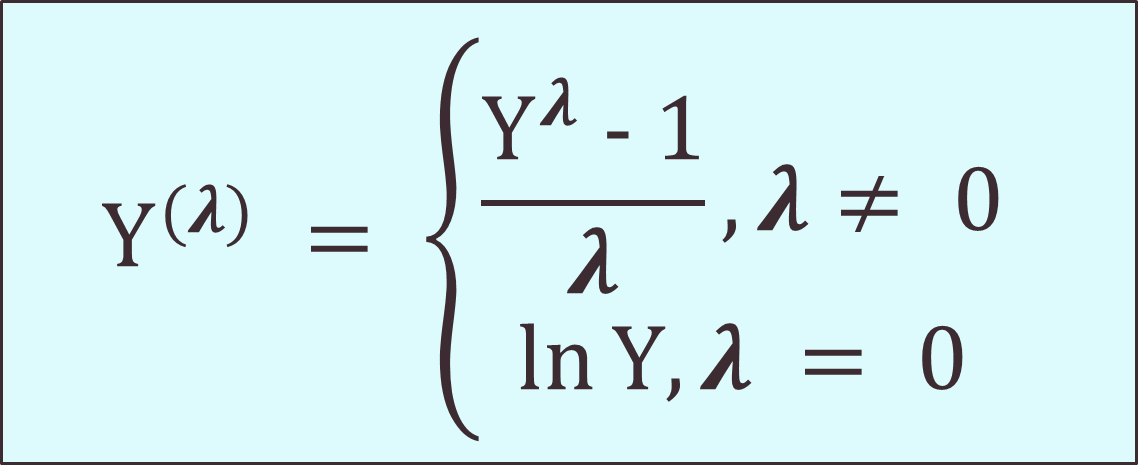 Y^(λ) = { (Y^λ - 1) / λ , λ ≠ 0
ln Y, λ = 0